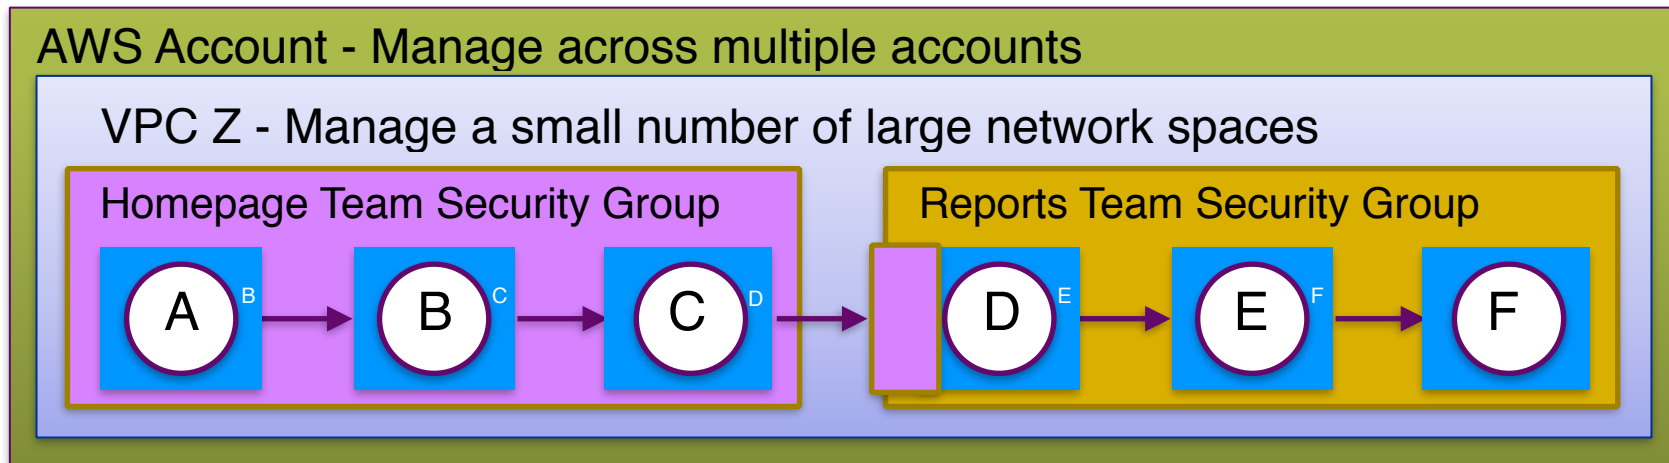 AWS Account - Manage across multiple accounts
VPC Z - Manage a small number of large network spaces
Homepage Team Security Group
Reports Team Security Group
A B B C C D D E E F F